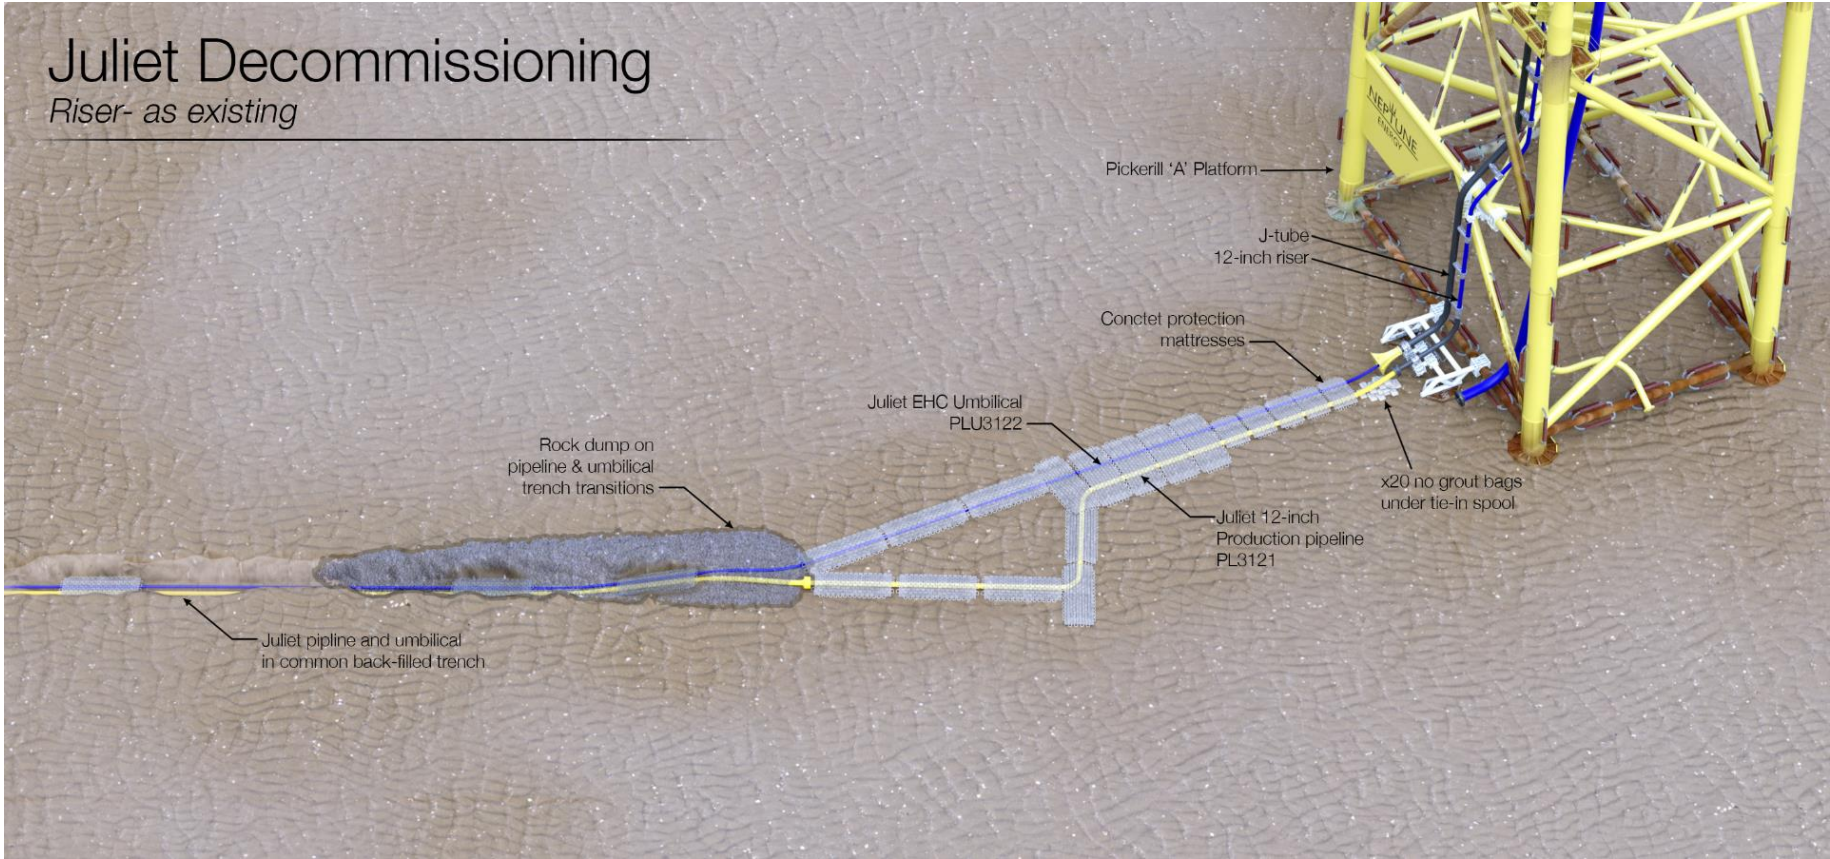 Juliet Decommissioning
Riser- as existing
NEPTUNE
ENERGY
Pickerill ‘A’ Platform
J-tube
12-inch riser
Conctet protection
mattresses
Juliet EHC Umbilical
PLU3122
Rock dump on
pipeline & umbilical
trench transitions
x20 no grout bags
under tie-in spool
Juliet 12-inch
Production pipeline
PL3121
Juliet pipline and umbilical
in common back-filled trench